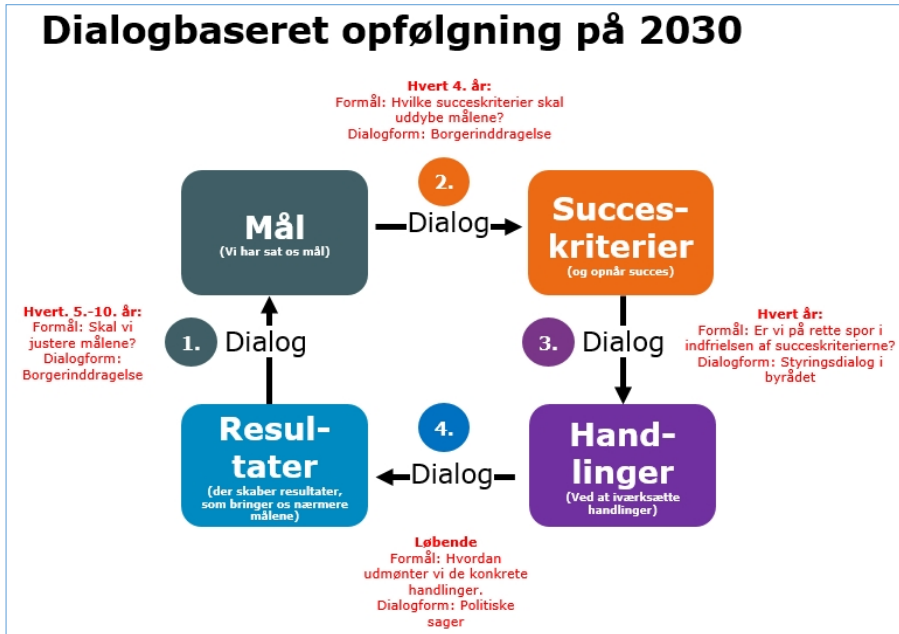 Dialogbaseret opfølgning på 2030
Hvert 4. år:
Formål: Hvilke succeskriterier skal
uddybe målene?
Dialogform: Borgerinddragelse
2.
Dialog
Mål
(Vi har sat os mål)
Succes-
kriterier
(og opnår succes)
Hvert. 5.-10. år:
Formål: Skal vi
justere målene?
Dialogform:
Borgerinddragelse
1.
Dialog
3.
Dialog
Hvert år:
Formål: Er vi på rette spor i
indfrielsen af succeskriterierne?
Dialogform: Styringsdialog i
byrådet
Resul-
tater
(der skaber resultater,
som bringer os nærmere
målene)
4.
Dialog
Hand-
linger
(Ved at iværksætte
handlinger)
Løbende
Formål: Hvordan
udmønter vi de konkrete
handlinger.
Dialogform: Politiske
sager